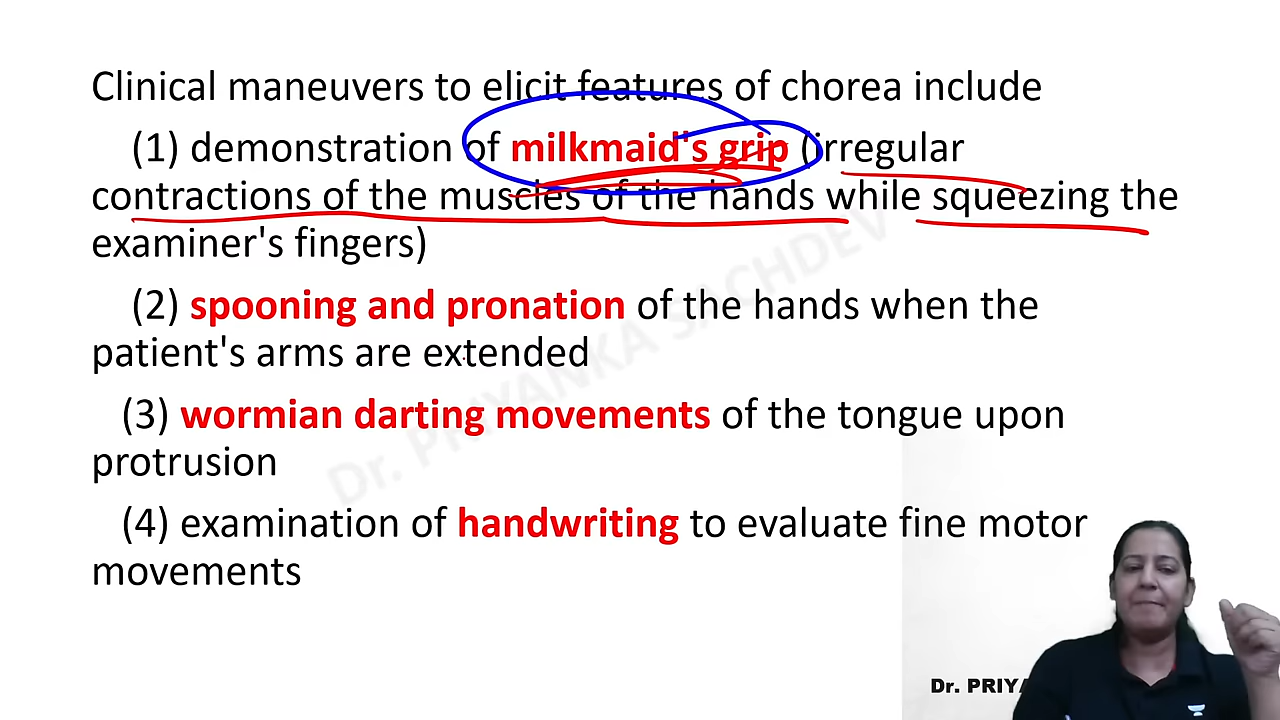 Clinical maneuvers to elicit features of chorea include
(1) demonstration of milkmaid's grip (irregular
contractions of the muscles of the hands while squeezing the
examiner's fingers)
(2) spooning and pronation of the hands when the
patient's arms are extended
(3) wormian darting movements of the tongue upon
protrusion
(4) examination of handwriting to evaluate fine motor
movements
Dr. PRIYANKA SACHDEV
Dr. PRIYA